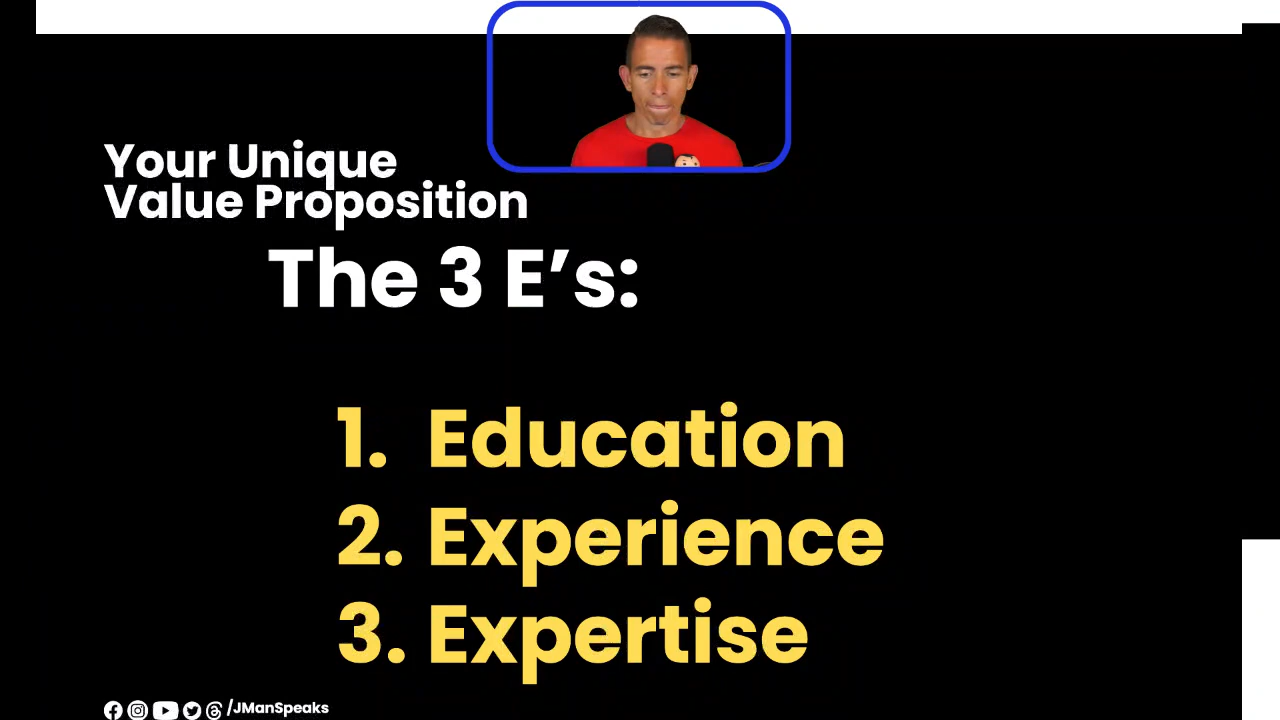 Your Unique
Value Proposition
The 3 E’s:
1. Education
2. Experience
3. Expertise
/JManSpeaks